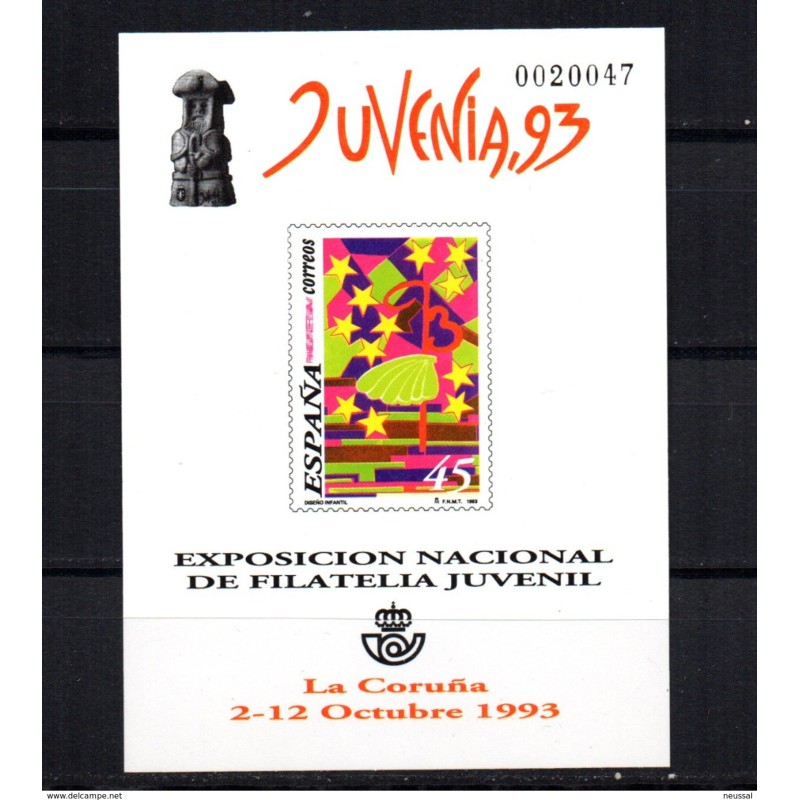 0020047
JUVENIA,93
correos
ESPAÑA
93
45
DISEÑO INFANTIL
F.N.M.T. 1993
EXPOSICION NACIONAL
DE FILATELIA JUVENIL
La Coruña
2-12 Octubre 1993
www.delcampe.net
neussal